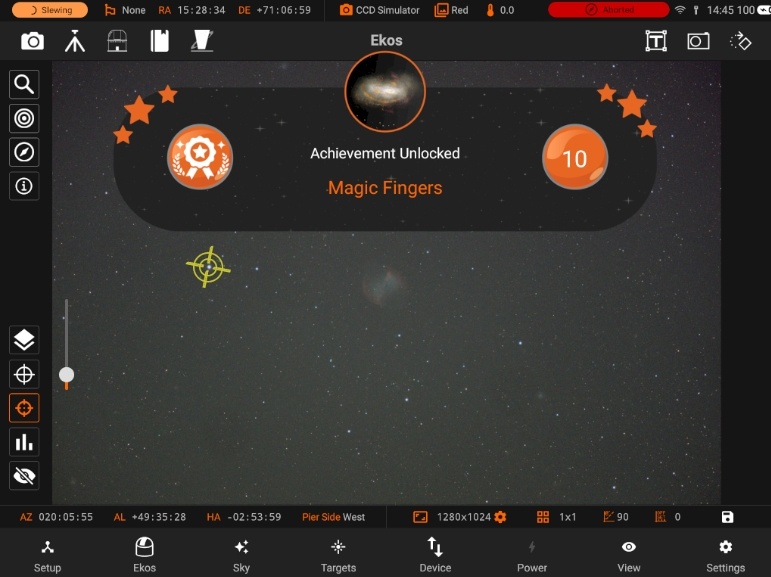 Slewing None RA 15:28:34 DE +71:06:59 CCD Simulator Red 0.0 Aborted 14:45 100
Ekos
Achievement Unlocked
Magic Fingers
10
AZ 020:05:55 AL +49:35:28 HA -02:53:59 Pier Side West 1280x1024 1x1 90 0
Setup Ekos Sky Targets Device Power View Settings